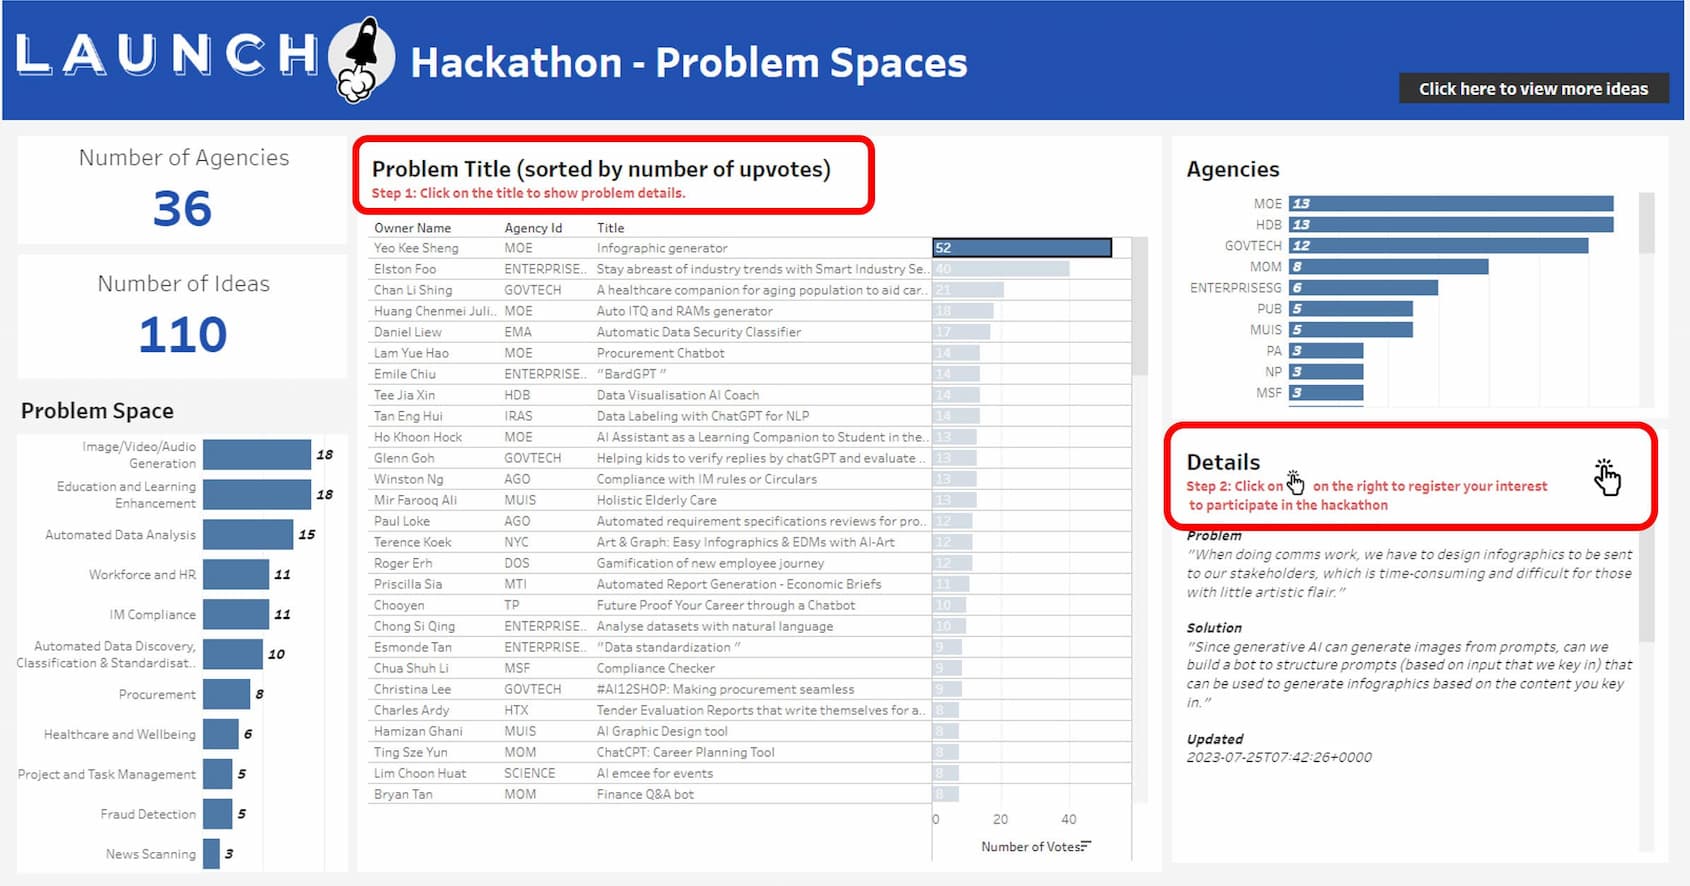 LAUNCH
Hackathon - Problem Spaces
Click here to view more ideas
Number of Agencies
36
Number of Ideas
110
Problem Space
Image/Video/Audio
Generation
18
Education and Learning
Enhancement
18
Automated Data Analysis 15
Workforce and HR 11
IM Compliance 11
Automated Data Discovery,
Classification & Standardisat..
10
Procurement 8
Healthcare and Wellbeing 6
Project and Task Management 5
Fraud Detection 5
News Scanning 3
Problem Title (sorted by number of upvotes)
Step 1: Click on the title to show problem details.
Owner Name Agency Id Title
Yeo Kee Sheng MOE Infographic generator 52
Elston Foo ENTERPRISE.. Stay abreast of industry trends with Smart Industry Se.. 40
Chan Li Shing GOVTECH A healthcare companion for aging population to aid car.. 21
Huang Chenmei Juli.. MOE Auto ITQ and RAMs generator 18
Daniel Liew EMA Automatic Data Security Classifier 17
Lam Yue Hao MOE Procurement Chatbot 14
Emile Chiu ENTERPRISE.. "BardGPT " 14
Tee Jia Xin HDB Data Visualisation AI Coach 14
Tan Eng Hui IRAS Data Labeling with ChatGPT for NLP 14
Ho Khoon Hock MOE AI Assistant as a Learning Companion to Student in the.. 13
Glenn Goh GOVTECH Helping kids to verify replies by chatGPT and evaluate .. 13
Winston Ng AGO Compliance with IM rules or Circulars 13
Mir Farooq Ali MUIS Holistic Elderly Care 13
Paul Loke AGO Automated requirement specifications reviews for pro.. 12
Terence Koek NYC Art & Graph: Easy Infographics & EDMs with AI-Art 12
Roger Erh DOS Gamification of new employee journey 12
Priscilla Sia MTI Automated Report Generation - Economic Briefs 11
Chooyen TP Future Proof Your Career through a Chatbot 10
Chong Si Qing ENTERPRISE.. Analyse datasets with natural language 10
Esmonde Tan ENTERPRISE.. "Data standardization " 9
Chua Shuh Li MSF Compliance Checker 9
Christina Lee GOVTECH #AI12SHOP: Making procurement seamless 9
Charles Ardy HTX Tender Evaluation Reports that write themselves for a.. 8
Hamizan Ghani MUIS AI Graphic Design tool 8
Ting Sze Yun MOM ChatCPT: Career Planning Tool 8
Lim Choon Huat SCIENCE AI emcee for events 8
Bryan Tan MOM Finance Q&A bot 8
0 20 40
Number of Votes
Agencies
MOE 13
HDB 13
GOVTECH 12
MOM 8
ENTERPRISESG 6
PUB 5
MUIS 5
PA 3
NP 3
MSF 3
Details
Step 2: Click on on the right to register your interest
to participate in the hackathon
Problem
"When doing comms work, we have to design infographics to be sent
to our stakeholders, which is time-consuming and difficult for those
with little artistic flair."
Solution
"Since generative AI can generate images from prompts, can we
build a bot to structure prompts (based on input that we key in) that
can be used to generate infographics based on the content you key
in."
Updated
2023-07-25T07:42:26+0000